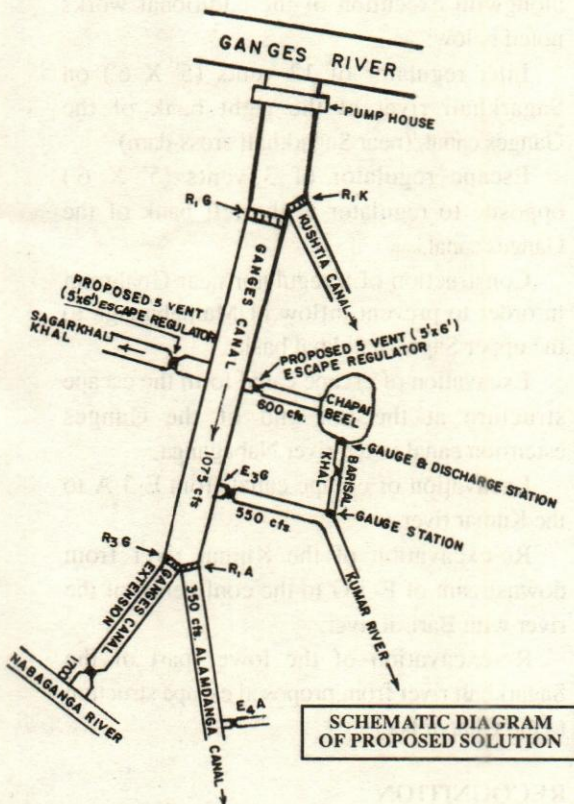 GANGES RIVER
PUMP HOUSE
R₁G
R₁K
GANGES CANAL
KUSHTIA CANAL
PROPOSED 5 VENT
(5'x6') ESCAPE REGULATOR
SAGARKHALI
KHAL
PROPOSED 5 VENT (5'x6')
ESCAPE REGULATOR
600 cfs
CHAPAI
BEEL
GAUGE & DISCHARGE STATION
KHAL
GAUGE STATION
1075 cfs
E₃G
550 cfs
KUMAR RIVER
R₃G
R₁A
GANGES CANAL
EXTENSION
350 cfs. ALAMDANGA
CANAL
NABAGANGA RIVER
E₄A
SCHEMATIC DIAGRAM
OF PROPOSED SOLUTION